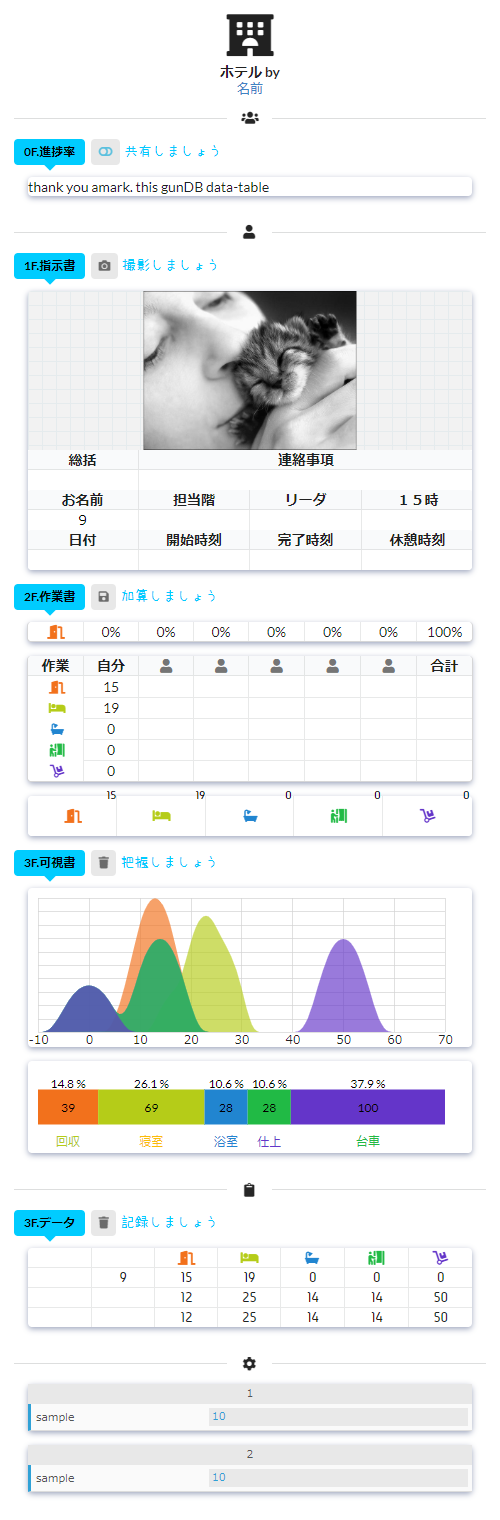 ホテル by
名前
0F.進捗率 共有しましょう
thank you amark. this gunDB data-table
1F.指示書 撮影しましょう
総括 連絡事項
お名前 担当階 リーダ １５時
9
日付 開始時刻 完了時刻 休憩時刻
2F.作業書 加算しましょう
0% 0% 0% 0% 0% 100%
作業 自分 合計
15
19
0
0
0
15 19 0 0 0
3F.可視書 把握しましょう
-10 0 10 20 30 40 50 60 70
14.8 % 26.1 % 10.6 % 10.6 % 37.9 %
39 69 28 28 100
回収 寝室 浴室 仕上 台車
3F.データ 記録しましょう
9 15 19 0 0 0
12 25 14 14 50
12 25 14 14 50
1
sample 10
2
sample 10